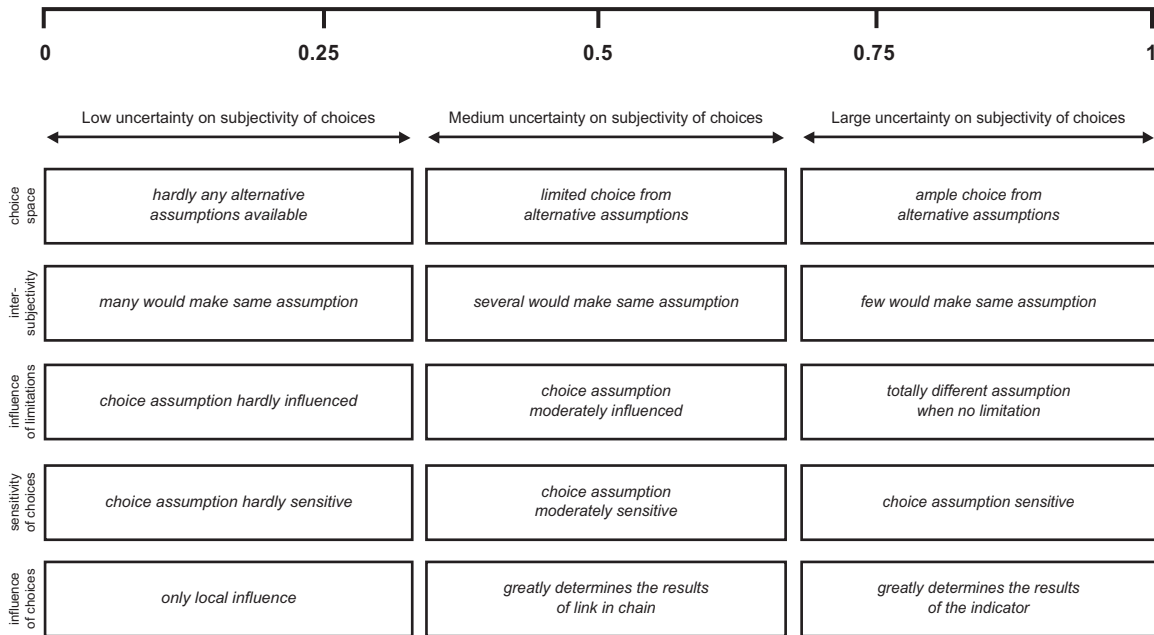 0 0.25 0.5 0.75 1
Low uncertainty on subjectivity of choices Medium uncertainty on subjectivity of choices Large uncertainty on subjectivity of choices
choice
space
hardly any alternative
assumptions available
limited choice from
alternative assumptions
ample choice from
alternative assumptions
inter-
subjectivity
many would make same assumption
several would make same assumption
few would make same assumption
influence
of limitations
choice assumption hardly influenced
choice assumption
moderately influenced
totally different assumption
when no limitation
sensitivity
of choices
choice assumption hardly sensitive
choice assumption
moderately sensitive
choice assumption sensitive
influence
of choices
only local influence
greatly determines the results
of link in chain
greatly determines the results
of the indicator